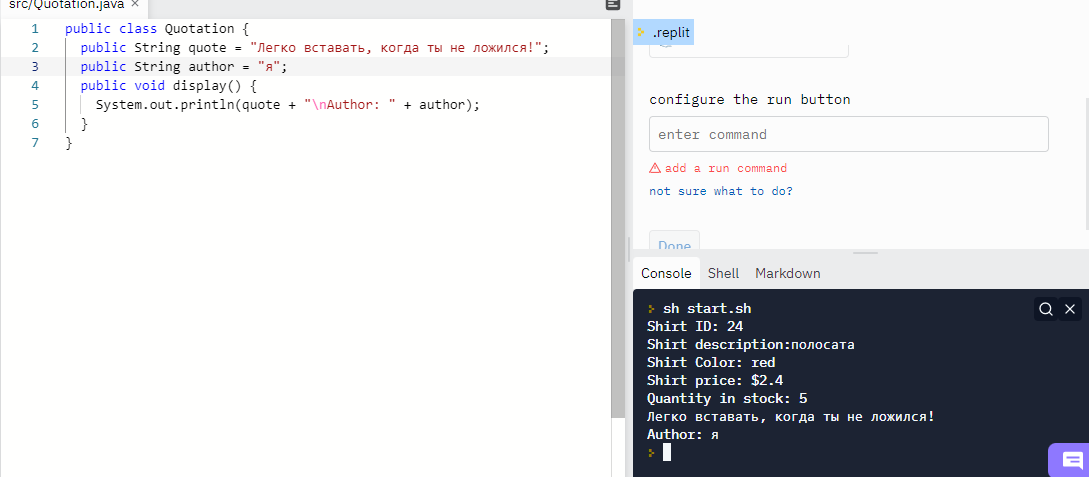 src/Quotation.java ×
1 public class Quotation {
2 public String quote = "Легко вставать, когда ты не ложился!";
3 public String author = "я";
4 public void display() {
5 System.out.println(quote + "\nAuthor: " + author);
6 }
7 }
.replit
configure the run button
enter command
add a run command
not sure what to do?
Done
Console Shell Markdown
sh start.sh
Shirt ID: 24
Shirt description:полосата
Shirt Color: red
Shirt price: $2.4
Quantity in stock: 5
Легко вставать, когда ты не ложился!
Author: я